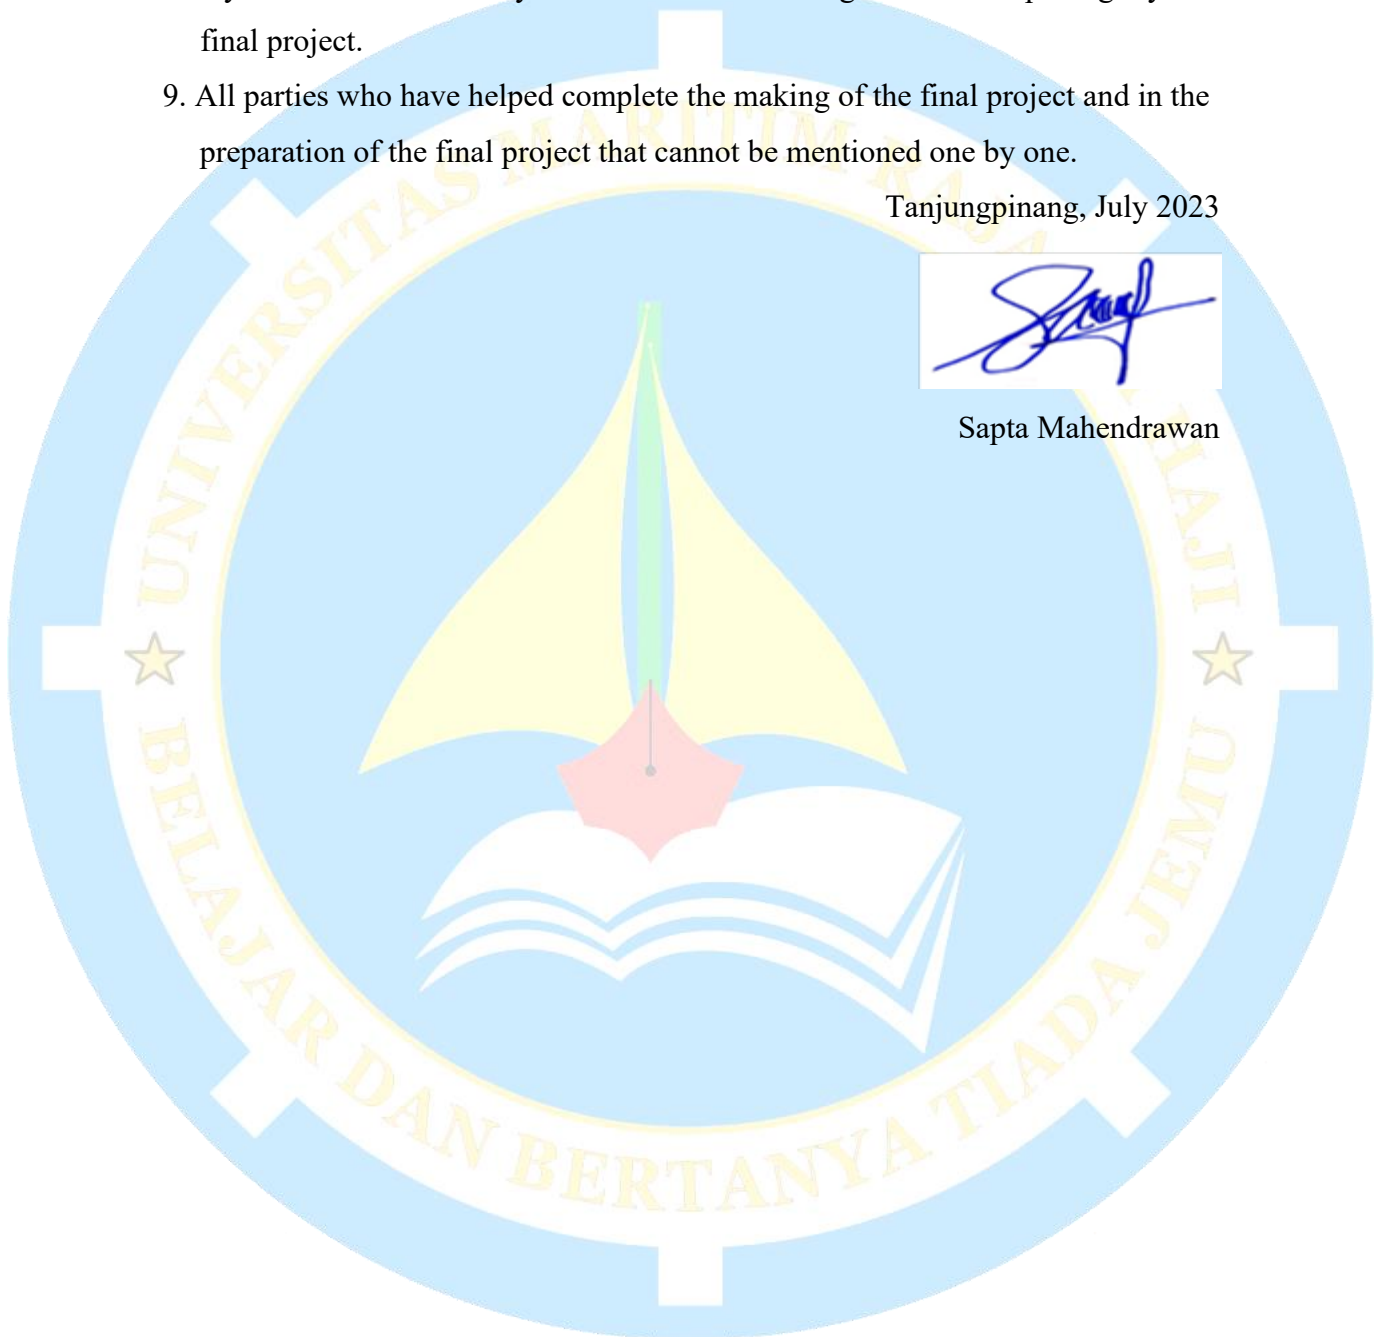 final project.
9. All parties who have helped complete the making of the final project and in the
preparation of the final project that cannot be mentioned one by one.
Tanjungpinang, July 2023
Sapta Mahendrawan
UNIVERSITAS MARITIM RAJA HAJI
BELAJAR DAN BERTANYA TIADA JEMU